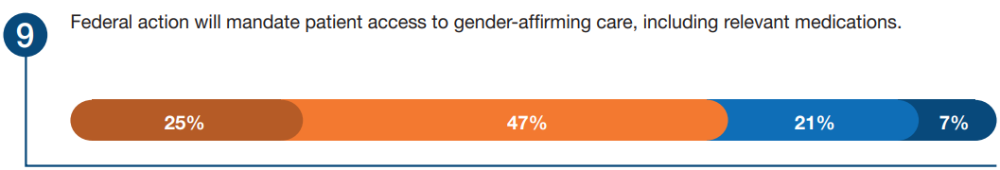 9
Federal action will mandate patient access to gender-affirming care, including relevant medications.
25% 47% 21% 7%